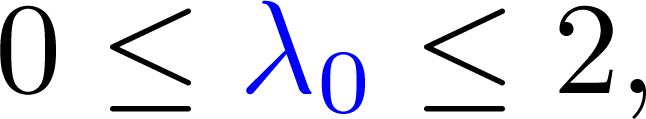 0 ≤ λ₀ ≤ 2,